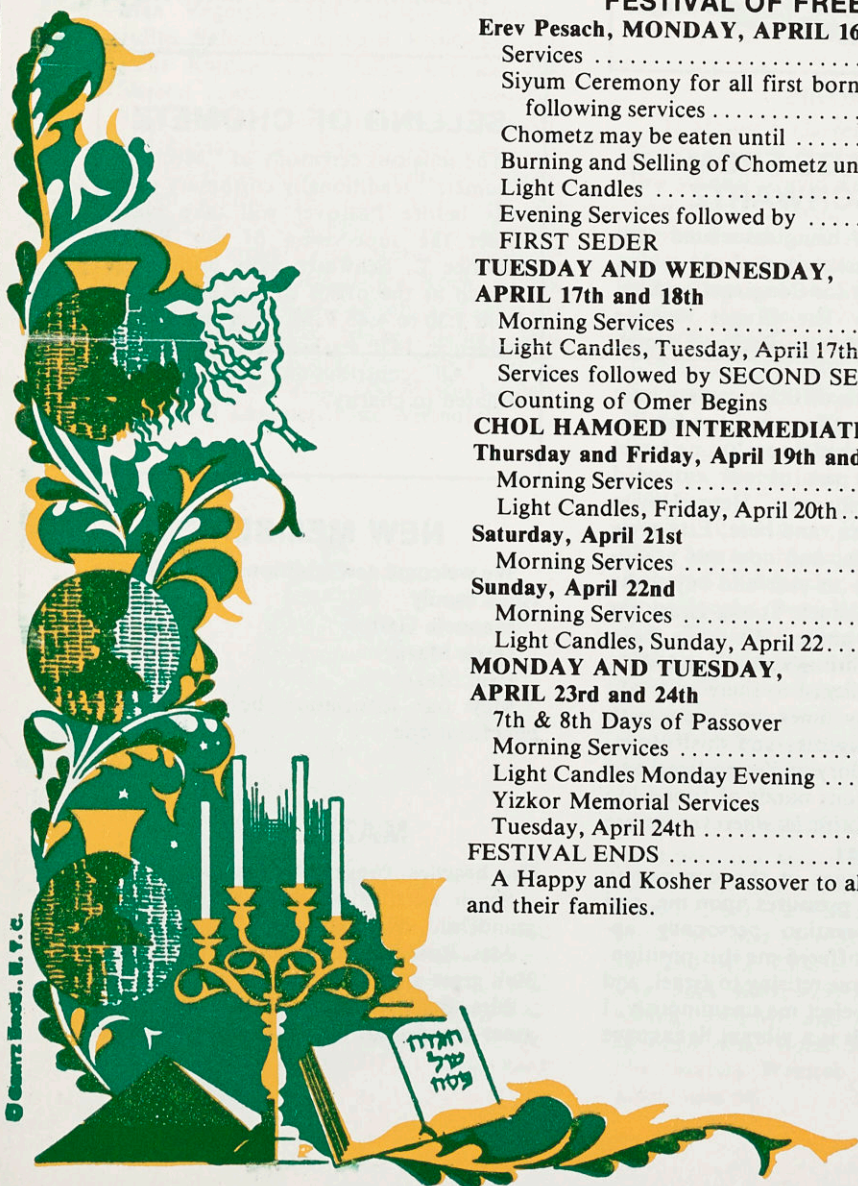 FESTIVAL OF FREE
Erev Pesach, MONDAY, APRIL 16
Services ..................
Siyum Ceremony for all first born
following services ..............
Chometz may be eaten until ......
Burning and Selling of Chometz un
Light Candles ..................
Evening Services followed by ......
FIRST SEDER
TUESDAY AND WEDNESDAY,
APRIL 17th and 18th
Morning Services ................
Light Candles, Tuesday, April 17th
Services followed by SECOND SE
Counting of Omer Begins
CHOL HAMOED INTERMEDIAT
Thursday and Friday, April 19th and
Morning Services ................
Light Candles, Friday, April 20th ..
Saturday, April 21st
Morning Services ................
Sunday, April 22nd
Morning Services ................
Light Candles, Sunday, April 22 ...
MONDAY AND TUESDAY,
APRIL 23rd and 24th
7th & 8th Days of Passover
Morning Services ................
Light Candles Monday Evening ....
Yizkor Memorial Services
Tuesday, April 24th ..............
FESTIVAL ENDS ..................
A Happy and Kosher Passover to al
and their families.
הגדה
של
פסח
N.Y.C.